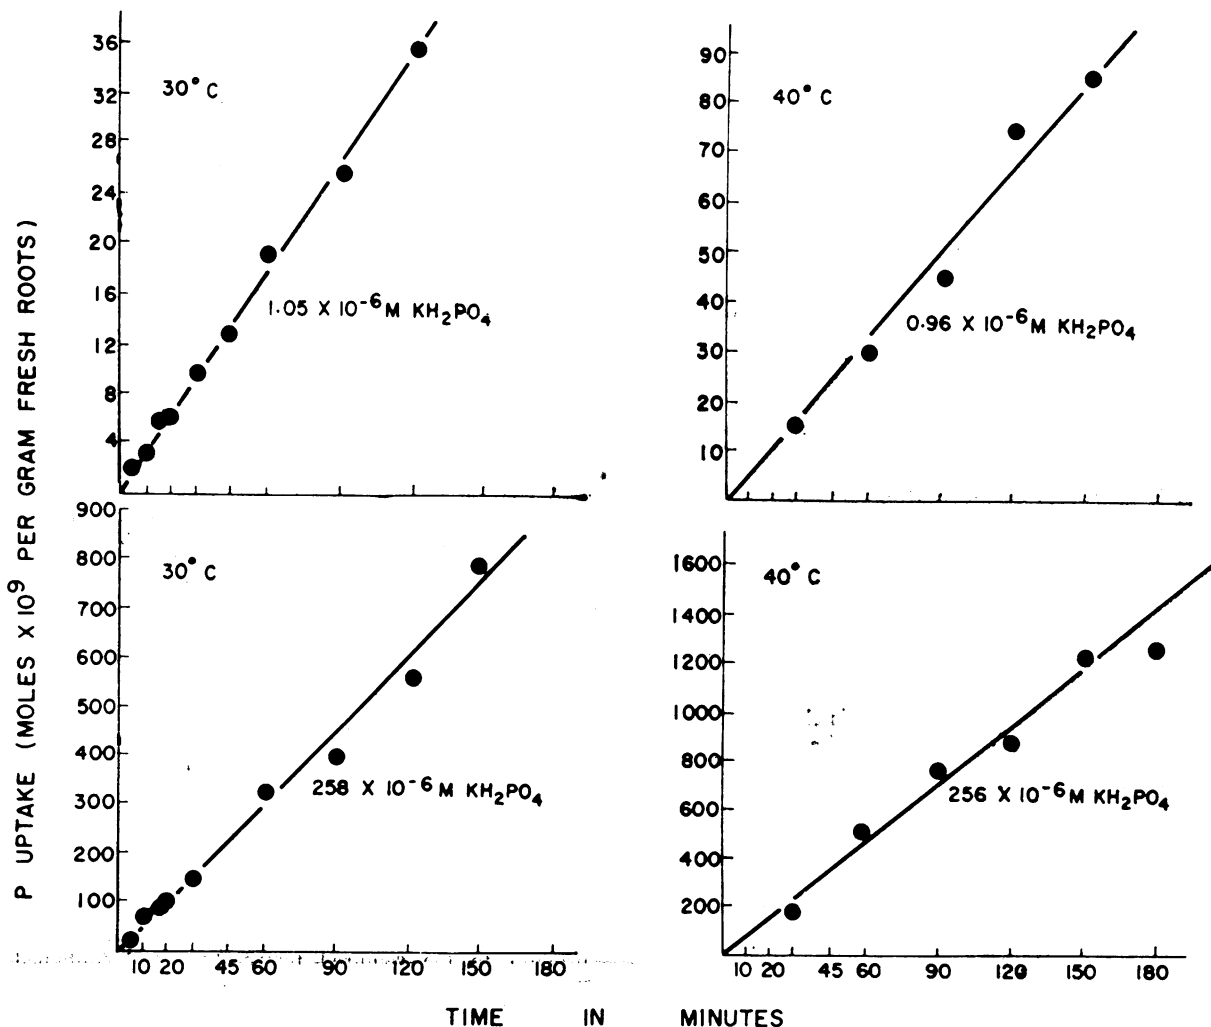 P UPTAKE (MOLES X 10⁹ PER GRAM FRESH ROOTS)
36
32
28
24
20
16
12
8
4
30° C
1.05 X 10⁻⁶ M KH₂PO₄
90
80
70
60
50
40
30
20
10
40° C
0.96 X 10⁻⁶ M KH₂PO₄
900
800
700
600
500
400
300
200
100
30° C
258 X 10⁻⁶ M KH₂PO₄
10 20 45 60 90 120 150 180
1600
1400
1200
1000
800
600
400
200
40° C
256 X 10⁻⁶ M KH₂PO₄
10 20 45 60 90 120 150 180
TIME IN MINUTES